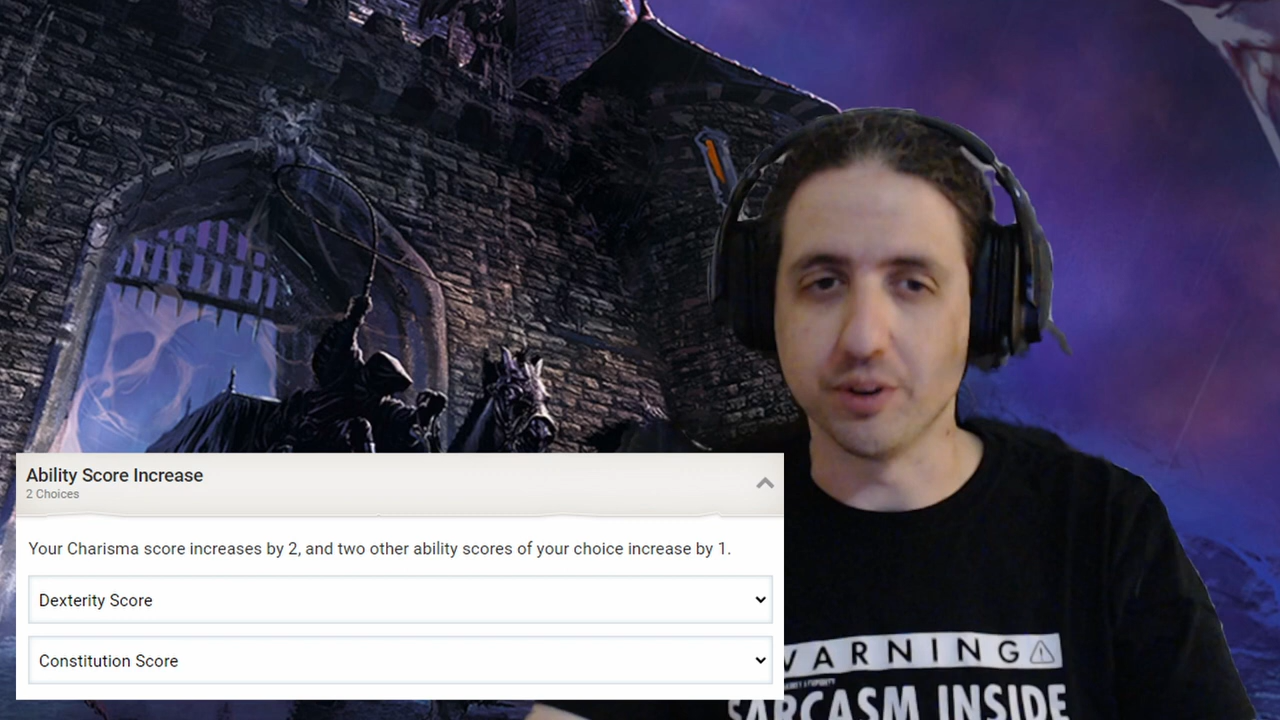 Ability Score Increase
2 Choices
Your Charisma score increases by 2, and two other ability scores of your choice increase by 1.
Dexterity Score
Constitution Score
WARNING
SARCASM INSIDE